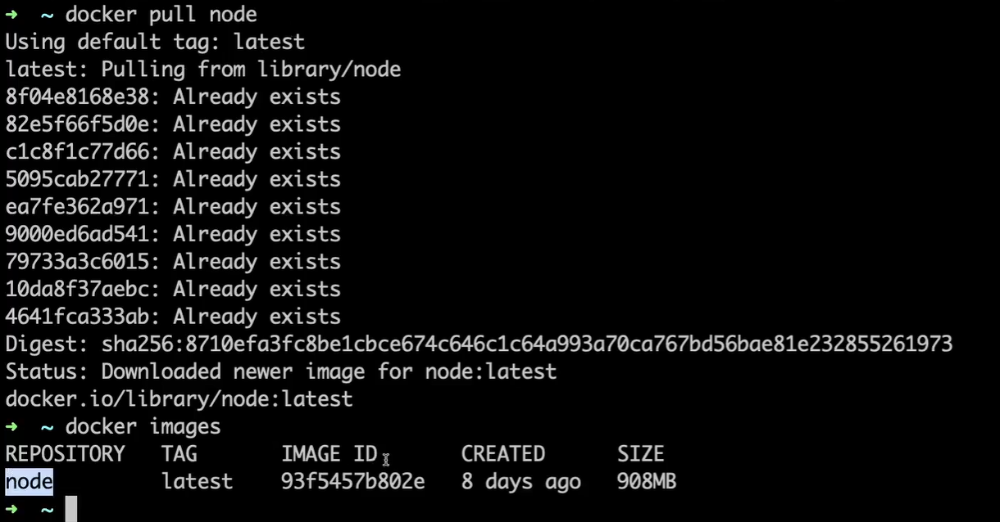 ➜  ~ docker pull node
Using default tag: latest
latest: Pulling from library/node
8f04e8168e38: Already exists
82e5f66f5d0e: Already exists
c1c8f1c77d66: Already exists
5095cab27771: Already exists
ea7fe362a971: Already exists
9000ed6ad541: Already exists
79733a3c6015: Already exists
10da8f37aebc: Already exists
4641fca333ab: Already exists
Digest: sha256:8710efa3fc8be1cbce674c646c1c64a993a70ca767bd56bae81e232855261973
Status: Downloaded newer image for node:latest
docker.io/library/node:latest
➜  ~ docker images
REPOSITORY   TAG       IMAGE ID       CREATED      SIZE
node         latest    93f5457b802e   8 days ago   908MB
➜  ~